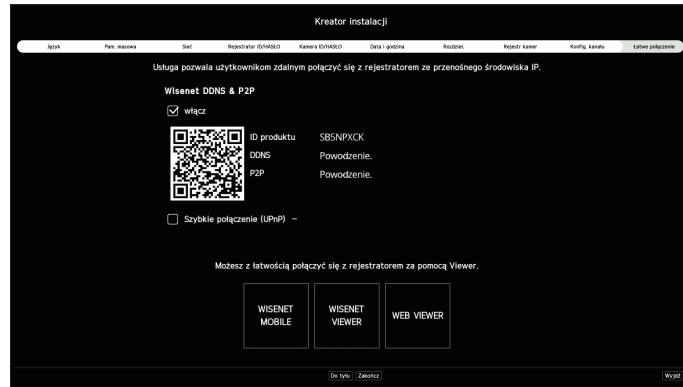 Kreator instalacji
Język Pam. masowa Sieć Rejestrator ID/HASŁO Kamera ID/HASŁO Data i godzina Rozdziel. Rejestr kamer Konfig. kanału Łatwe połączenie
Usługa pozwala użytkownikom zdalnym połączyć się z rejestratorem ze przenośnego środowiska IP.
Wisenet DDNS & P2P
włącz
ID produktu SB5NPXCK
DDNS Powodzenie.
P2P Powodzenie.
Szybkie połączenie (UPnP) –
Możesz z łatwością połączyć się z rejestratorem za pomocą Viewer.
WISENET MOBILE
WISENET VIEWER
WEB VIEWER
Do tyłu Zakończ Wyjdź